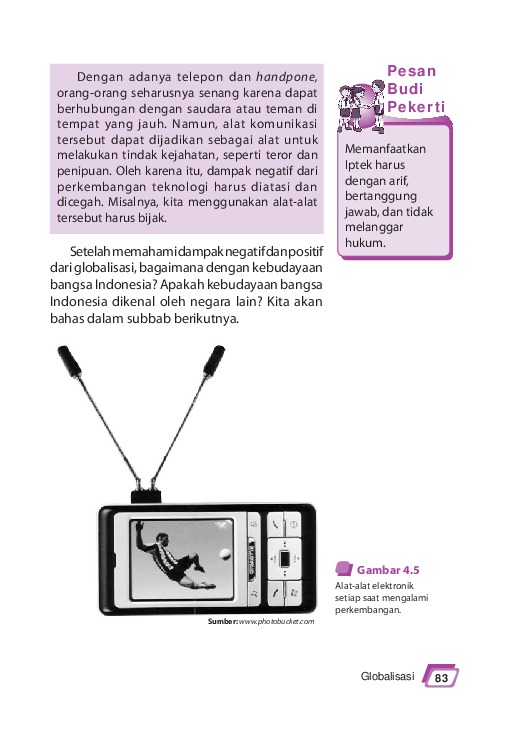 Dengan adanya telepon dan handpone,
orang-orang seharusnya senang karena dapat
berhubungan dengan saudara atau teman di
tempat yang jauh. Namun, alat komunikasi
tersebut dapat dijadikan sebagai alat untuk
melakukan tindak kejahatan, seperti teror dan
penipuan. Oleh karena itu, dampak negatif dari
perkembangan teknologi harus diatasi dan
dicegah. Misalnya, kita menggunakan alat-alat
tersebut harus bijak.
Pesan
Budi
Pekerti
Memanfaatkan
Iptek harus
dengan arif,
bertanggung
jawab, dan tidak
melanggar
hukum.
Setelah memahami dampak negatif dan positif
dari globalisasi, bagaimana dengan kebudayaan
bangsa Indonesia? Apakah kebudayaan bangsa
Indonesia dikenal oleh negara lain? Kita akan
bahas dalam subbab berikutnya.
Sumber: www.photobucket.com
Gambar 4.5
Alat-alat elektronik
setiap saat mengalami
perkembangan.
Globalisasi 83